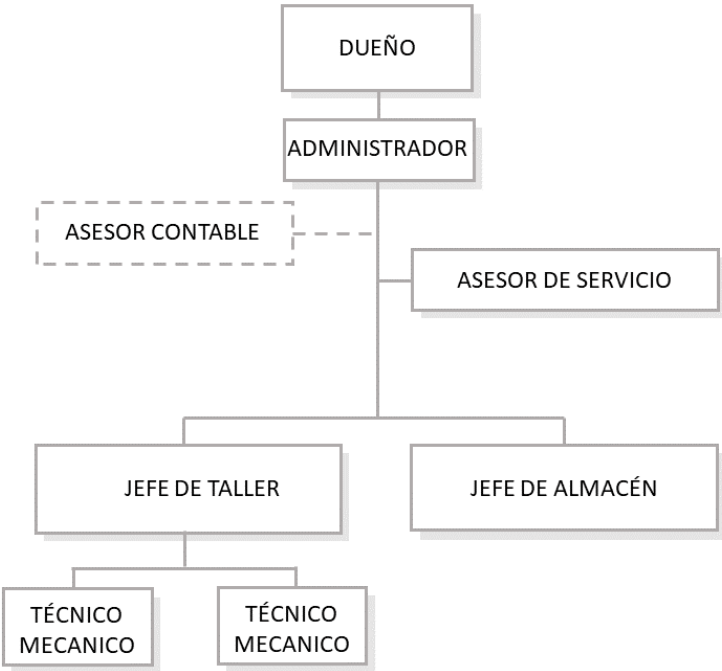 DUEÑO
ADMINISTRADOR
ASESOR CONTABLE
ASESOR DE SERVICIO
JEFE DE TALLER
JEFE DE ALMACÉN
TÉCNICO
MECANICO
TÉCNICO
MECANICO